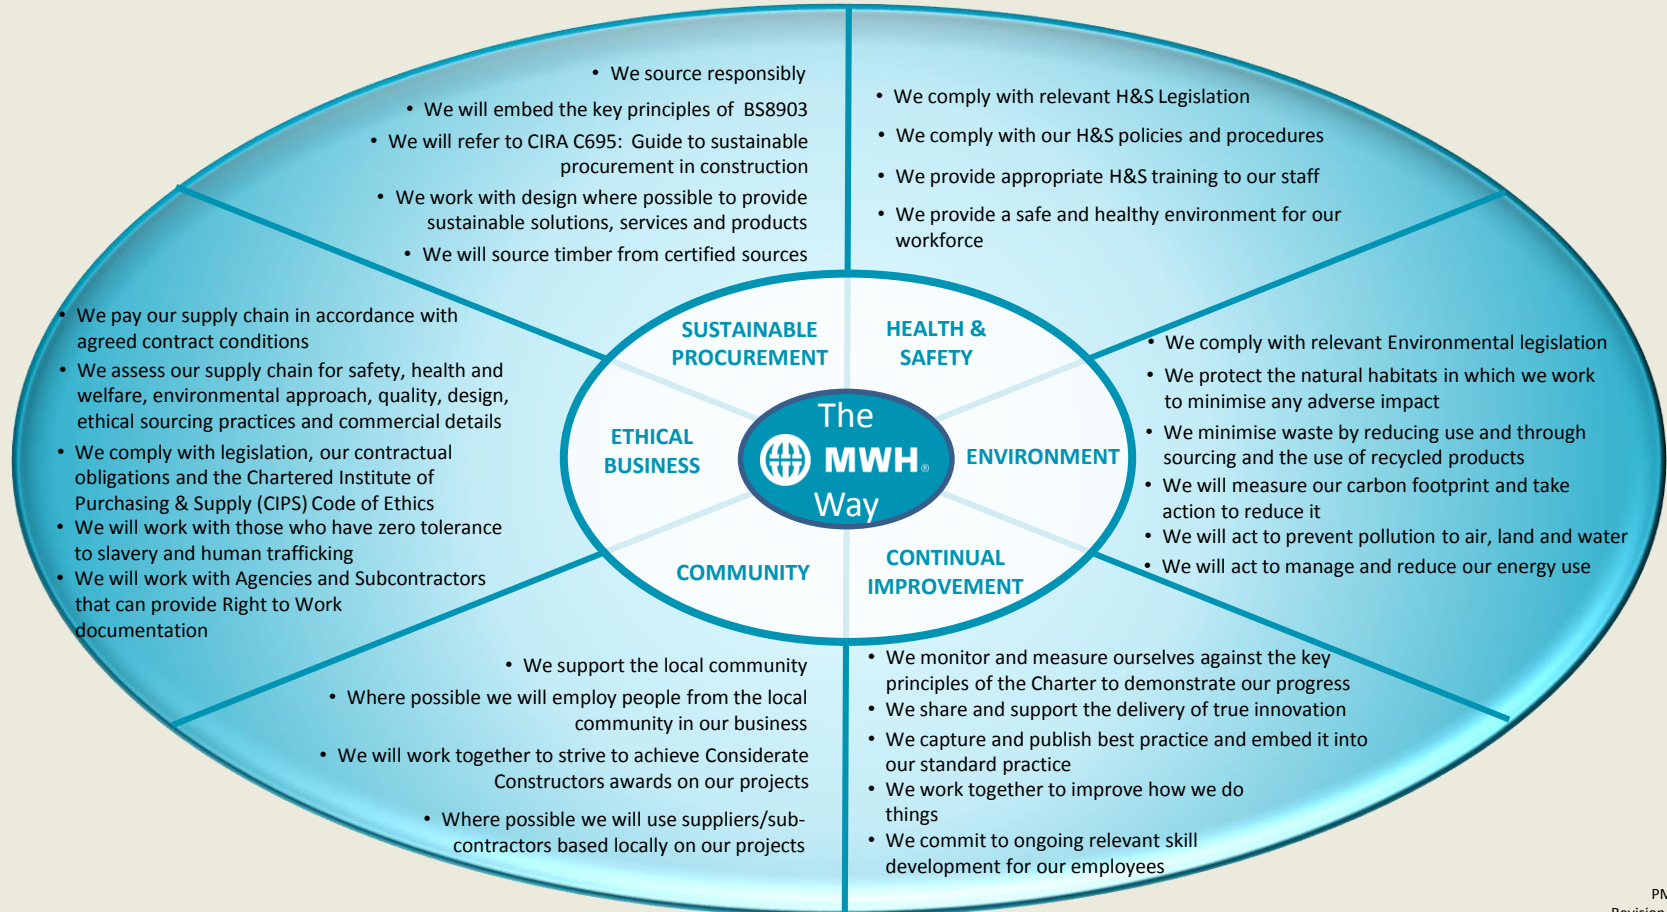 • We source responsibly
• We will embed the key principles of BS8903
• We will refer to CIRA C695: Guide to sustainable
procurement in construction
• We work with design where possible to provide
sustainable solutions, services and products
• We will source timber from certified sources
• We comply with relevant H&S Legislation
• We comply with our H&S policies and procedures
• We provide appropriate H&S training to our staff
• We provide a safe and healthy environment for our
workforce
• We pay our supply chain in accordance with
agreed contract conditions
• We assess our supply chain for safety, health and
welfare, environmental approach, quality, design,
ethical sourcing practices and commercial details
• We comply with legislation, our contractual
obligations and the Chartered Institute of
Purchasing & Supply (CIPS) Code of Ethics
• We will work with those who have zero tolerance
to slavery and human trafficking
• We will work with Agencies and Subcontractors
that can provide Right to Work
documentation
SUSTAINABLE
PROCUREMENT
HEALTH &
SAFETY
ETHICAL
BUSINESS
The
MWH®
Way
ENVIRONMENT
COMMUNITY
CONTINUAL
IMPROVEMENT
• We comply with relevant Environmental legislation
• We protect the natural habitats in which we work
to minimise any adverse impact
• We minimise waste by reducing use and through
sourcing and the use of recycled products
• We will measure our carbon footprint and take
action to reduce it
• We will act to prevent pollution to air, land and water
• We will act to manage and reduce our energy use
• We support the local community
• Where possible we will employ people from the local
community in our business
• We will work together to strive to achieve Considerate
Constructors awards on our projects
• Where possible we will use suppliers/sub-
contractors based locally on our projects
• We monitor and measure ourselves against the key
principles of the Charter to demonstrate our progress
• We share and support the delivery of true innovation
• We capture and publish best practice and embed it into
our standard practice
• We work together to improve how we do
things
• We commit to ongoing relevant skill
development for our employees
Revision